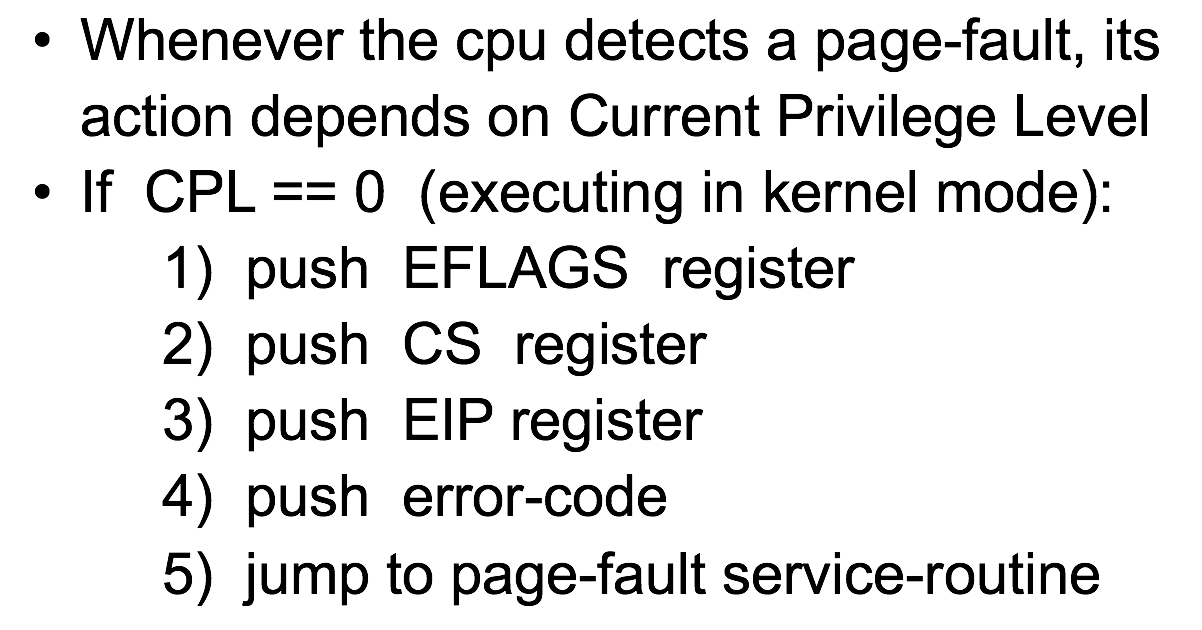 • Whenever the cpu detects a page-fault, its
action depends on Current Privilege Level
• If CPL == 0 (executing in kernel mode):
1) push EFLAGS register
2) push CS register
3) push EIP register
4) push error-code
5) jump to page-fault service-routine